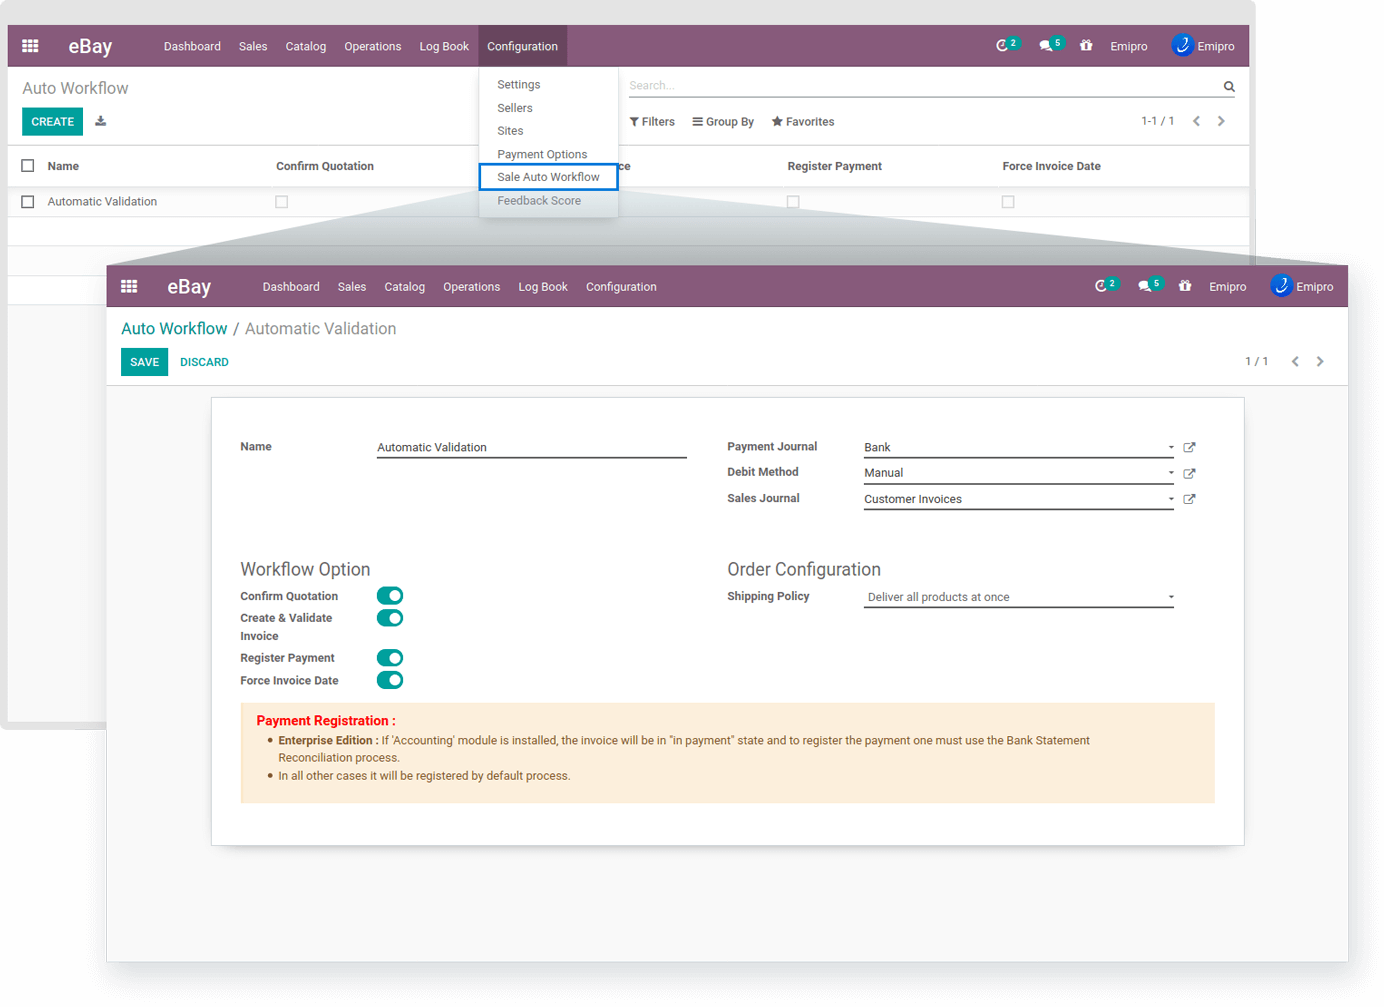 eBay Dashboard Sales Catalog Operations Log Book Configuration 2 5 Emipro Emipro
Auto Workflow
Settings
Search...
CREATE
Sellers
Sites
Filters Group By Favorites 1-1 / 1
Payment Options
Name Confirm Quotation ce Register Payment Force Invoice Date
Sale Auto Workflow
Automatic Validation
Feedback Score
eBay Dashboard Sales Catalog Operations Log Book Configuration 2 5 Emipro Emipro
Auto Workflow / Automatic Validation
SAVE DISCARD 1 / 1
Name Automatic Validation Payment Journal Bank
Debit Method Manual
Sales Journal Customer Invoices
Workflow Option Order Configuration
Confirm Quotation Shipping Policy Deliver all products at once
Create & Validate
Invoice
Register Payment
Force Invoice Date
Payment Registration :
• Enterprise Edition : If 'Accounting' module is installed, the invoice will be in "in payment" state and to register the payment one must use the Bank Statement
Reconciliation process.
• In all other cases it will be registered by default process.